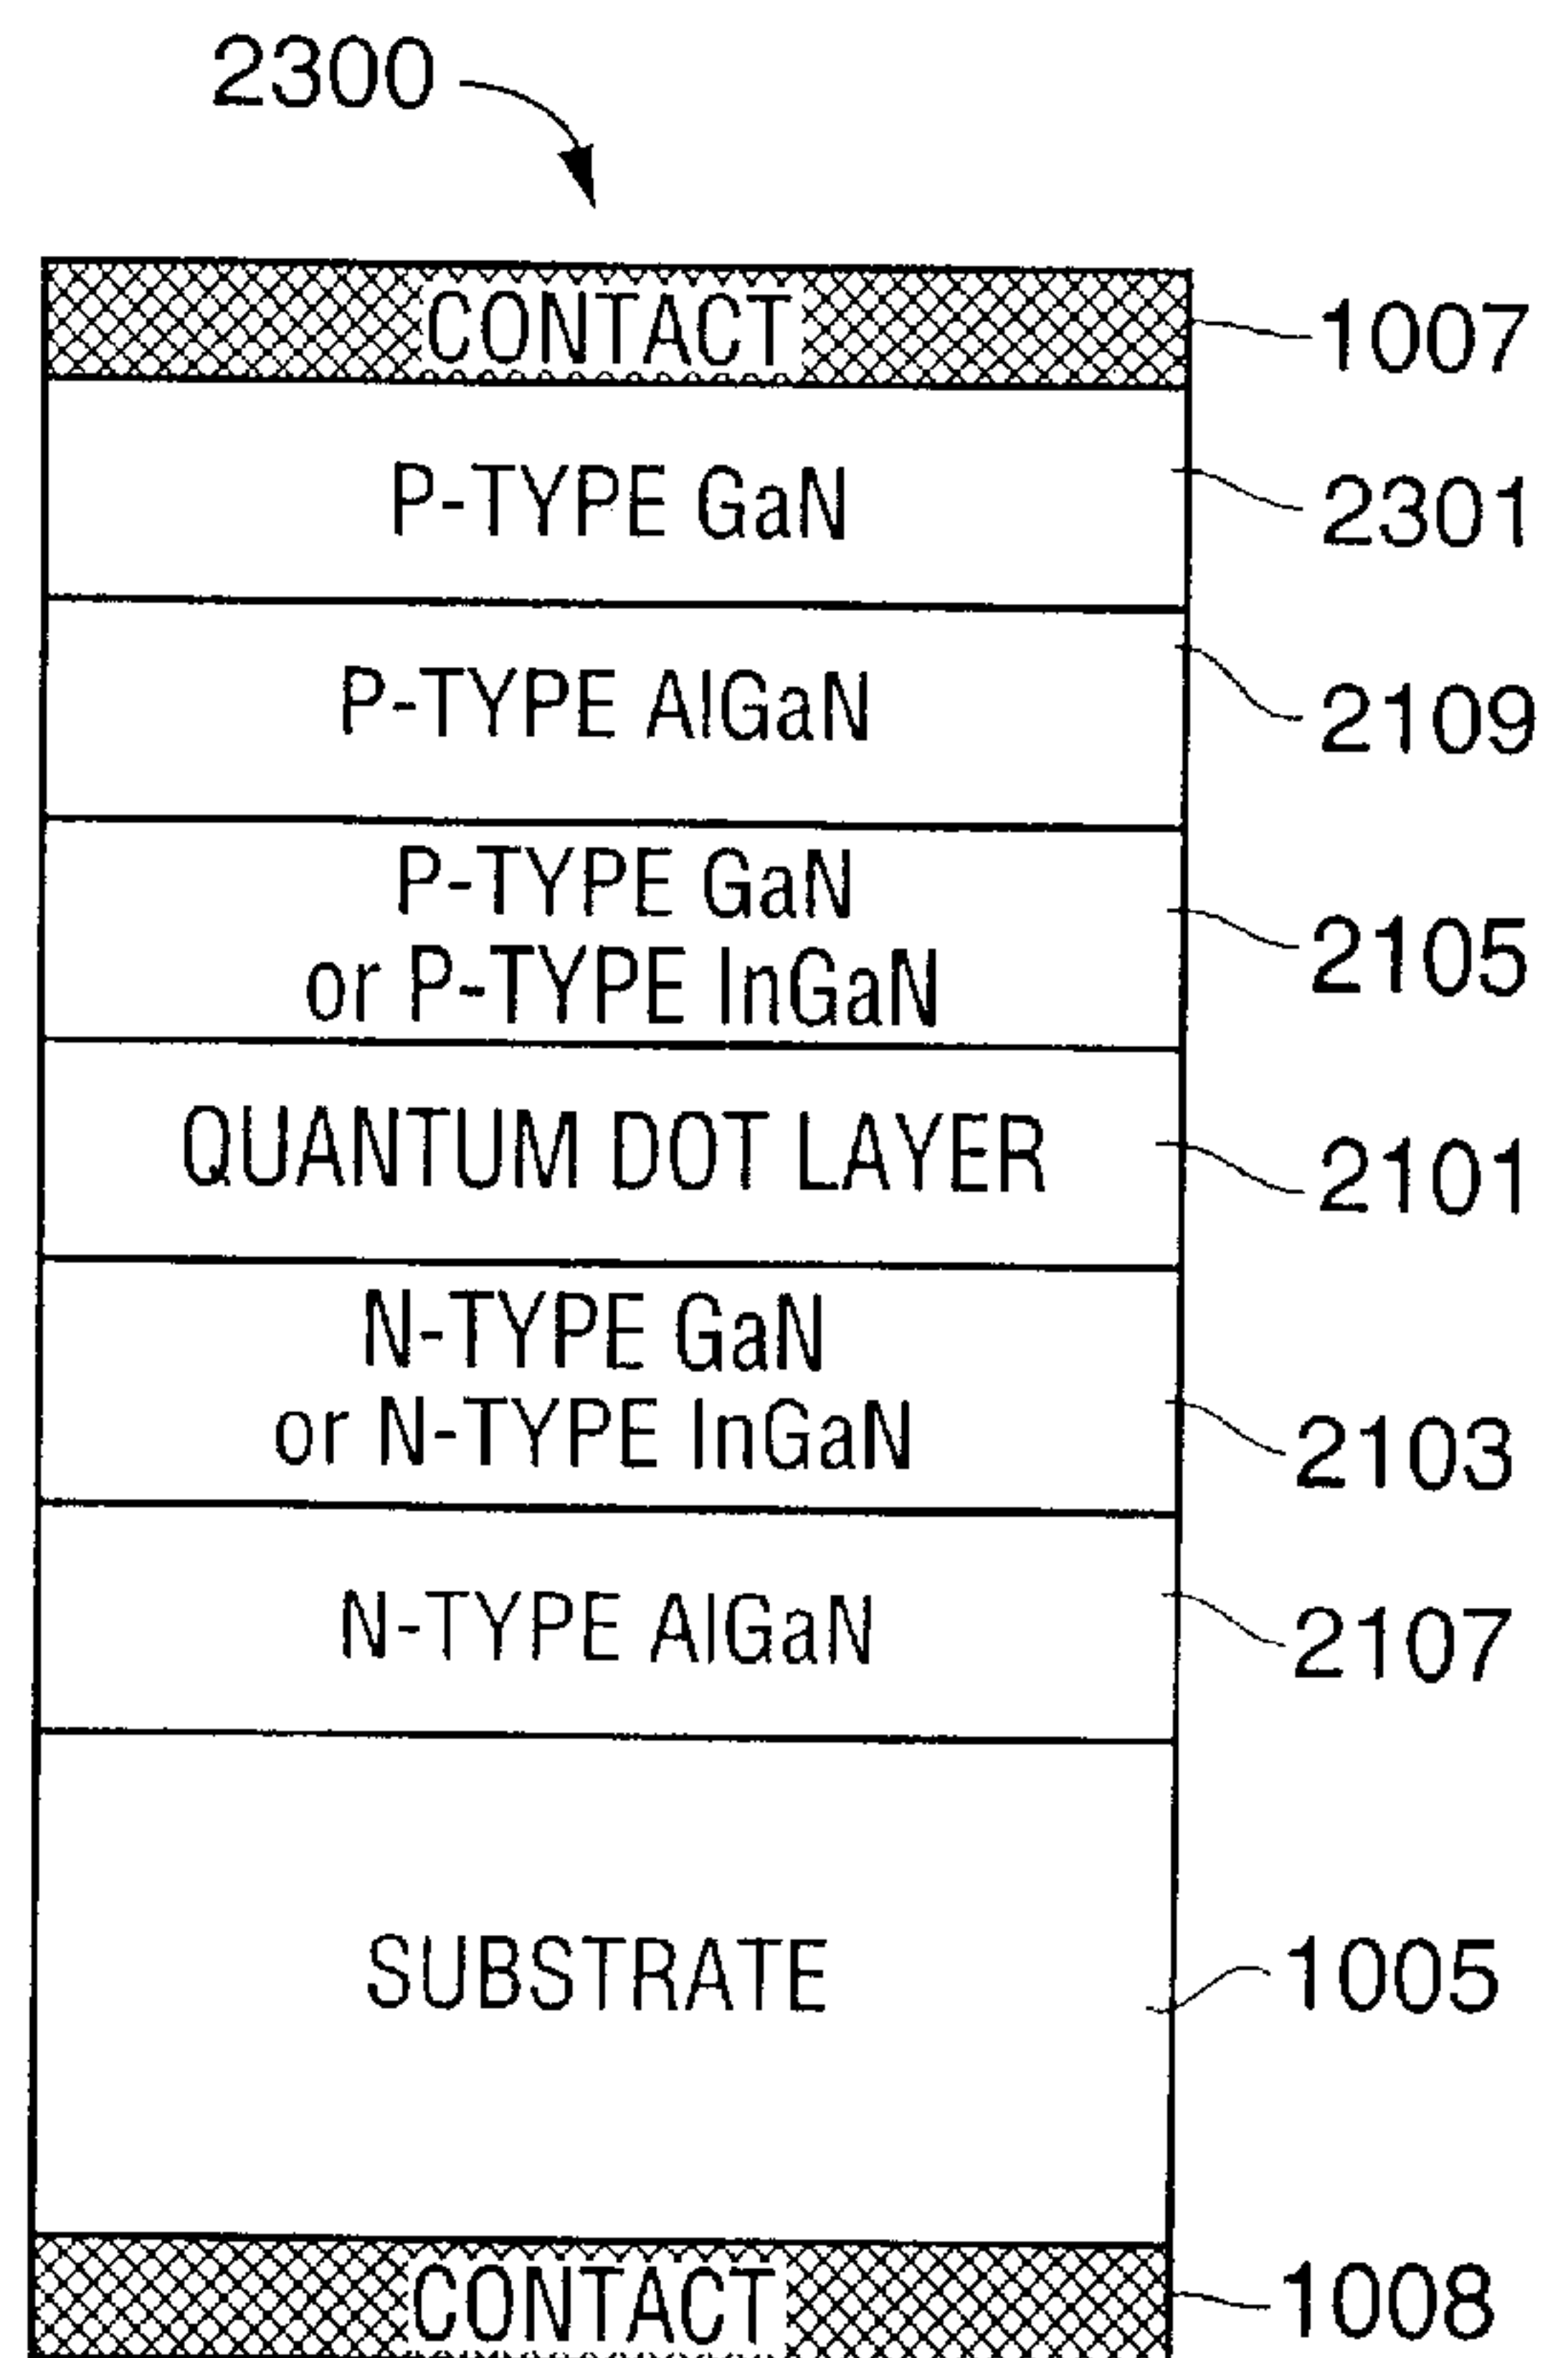 2300
CONTACT
1007
P-TYPE GaN
2301
P-TYPE AlGaN
2109
P-TYPE GaN
or P-TYPE InGaN
2105
QUANTUM DOT LAYER
2101
N-TYPE GaN
or N-TYPE InGaN
2103
N-TYPE AlGaN
2107
SUBSTRATE
1005
CONTACT
1008